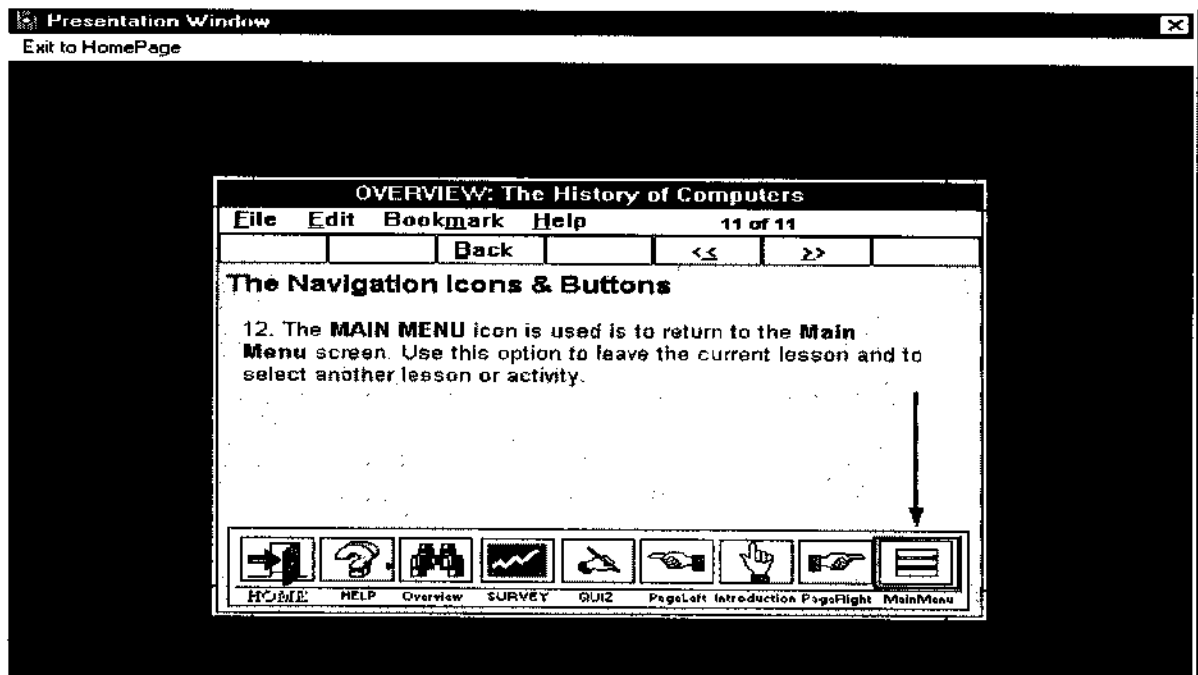 Presentation Window
Exit to HomePage
OVERVIEW: The History of Computers
File Edit Bookmark Help 11 of 11
Back << >>
The Navigation Icons & Buttons
12. The MAIN MENU icon is used is to return to the Main
Menu screen. Use this option to leave the current lesson and to
select another lesson or activity.
HOME HELP Overview SURVEY QUIZ PageLeft Introduction PageRight MainMenu